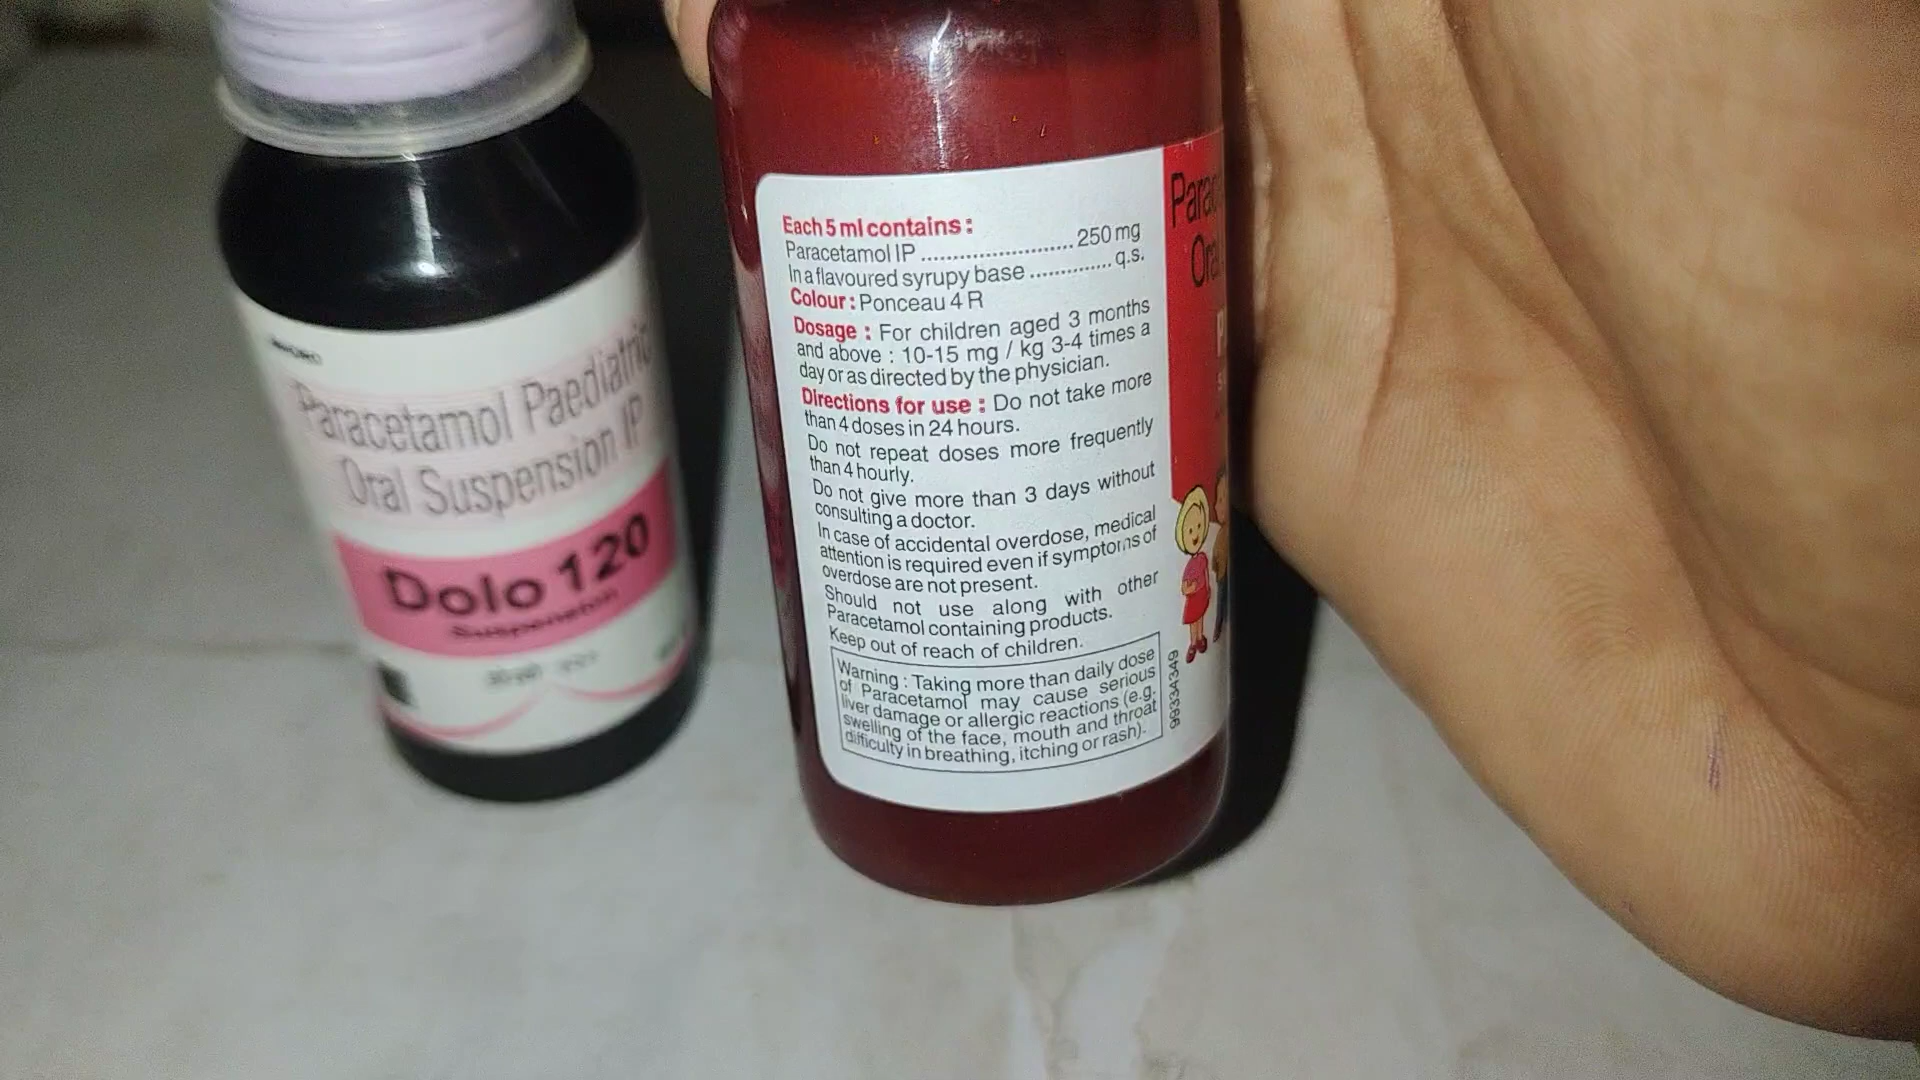 Paracetamol Paediatric
Oral Suspension IP
Dolo 120
Suspension
Each 5 ml contains :
Paracetamol IP ........................ 250 mg
In a flavoured syrupy base .............. q.s.
Colour : Ponceau 4 R
Dosage : For children aged 3 months
and above : 10-15 mg / kg 3-4 times a
day or as directed by the physician.
Directions for use : Do not take more
than 4 doses in 24 hours.
Do not repeat doses more frequently
than 4 hourly.
Do not give more than 3 days without
consulting a doctor.
In case of accidental overdose, medical
attention is required even if symptoms of
overdose are not present.
Should not use along with other
Paracetamol containing products.
Keep out of reach of children.
Warning : Taking more than daily dose
of Paracetamol may cause serious
liver damage or allergic reactions (e.g.
swelling of the face, mouth and throat
difficulty in breathing, itching or rash).
99334349